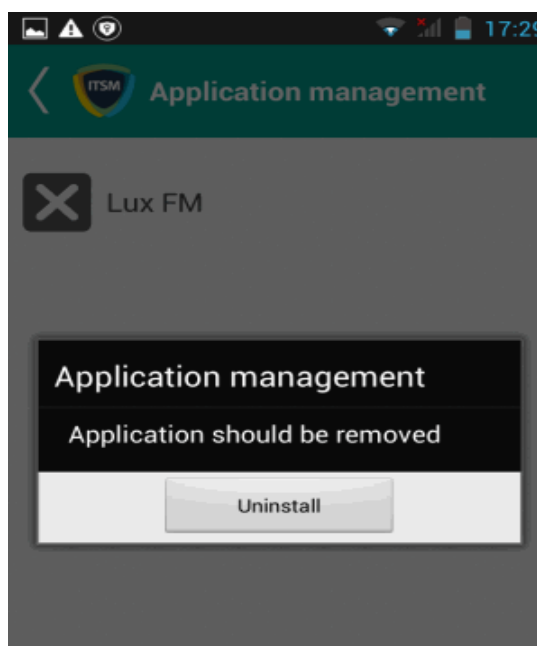 17:29
ITSM
Application management
Lux FM
Application management
Application should be removed
Uninstall